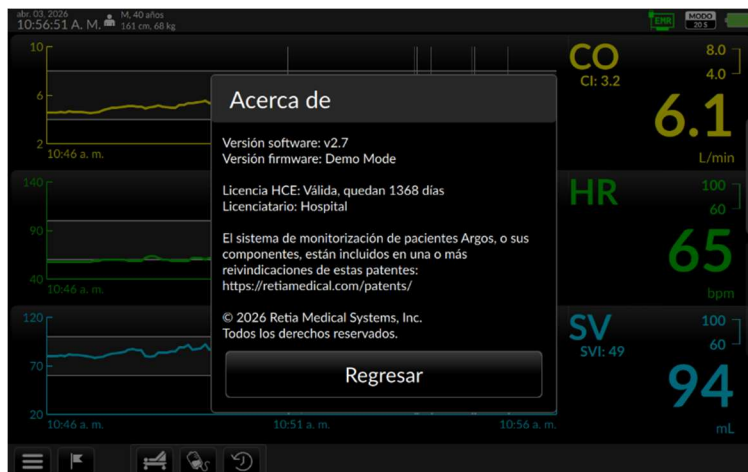 abr. 03, 2026
10:56:51 A. M.
M, 40 años
161 cm, 68 kg
EMR
MODO
20 S
10
6
2
10:46 a. m.
CO
CI: 3.2
8.0
4.0
6.1
L/min
Acerca de
Versión software: v2.7
Versión firmware: Demo Mode
Licencia HCE: Válida, quedan 1368 días
Licenciatario: Hospital
El sistema de monitorización de pacientes Argos, o sus
componentes, están incluidos en una o más
reivindicaciones de estas patentes:
https://retiamedical.com/patents/
© 2026 Retia Medical Systems, Inc.
Todos los derechos reservados.
Regresar
140
90
40
10:46 a. m.
HR
100
60
65
bpm
120
70
20
10:46 a. m.
10:51 a. m.
10:56 a. m.
SV
SVI: 49
100
60
94
mL